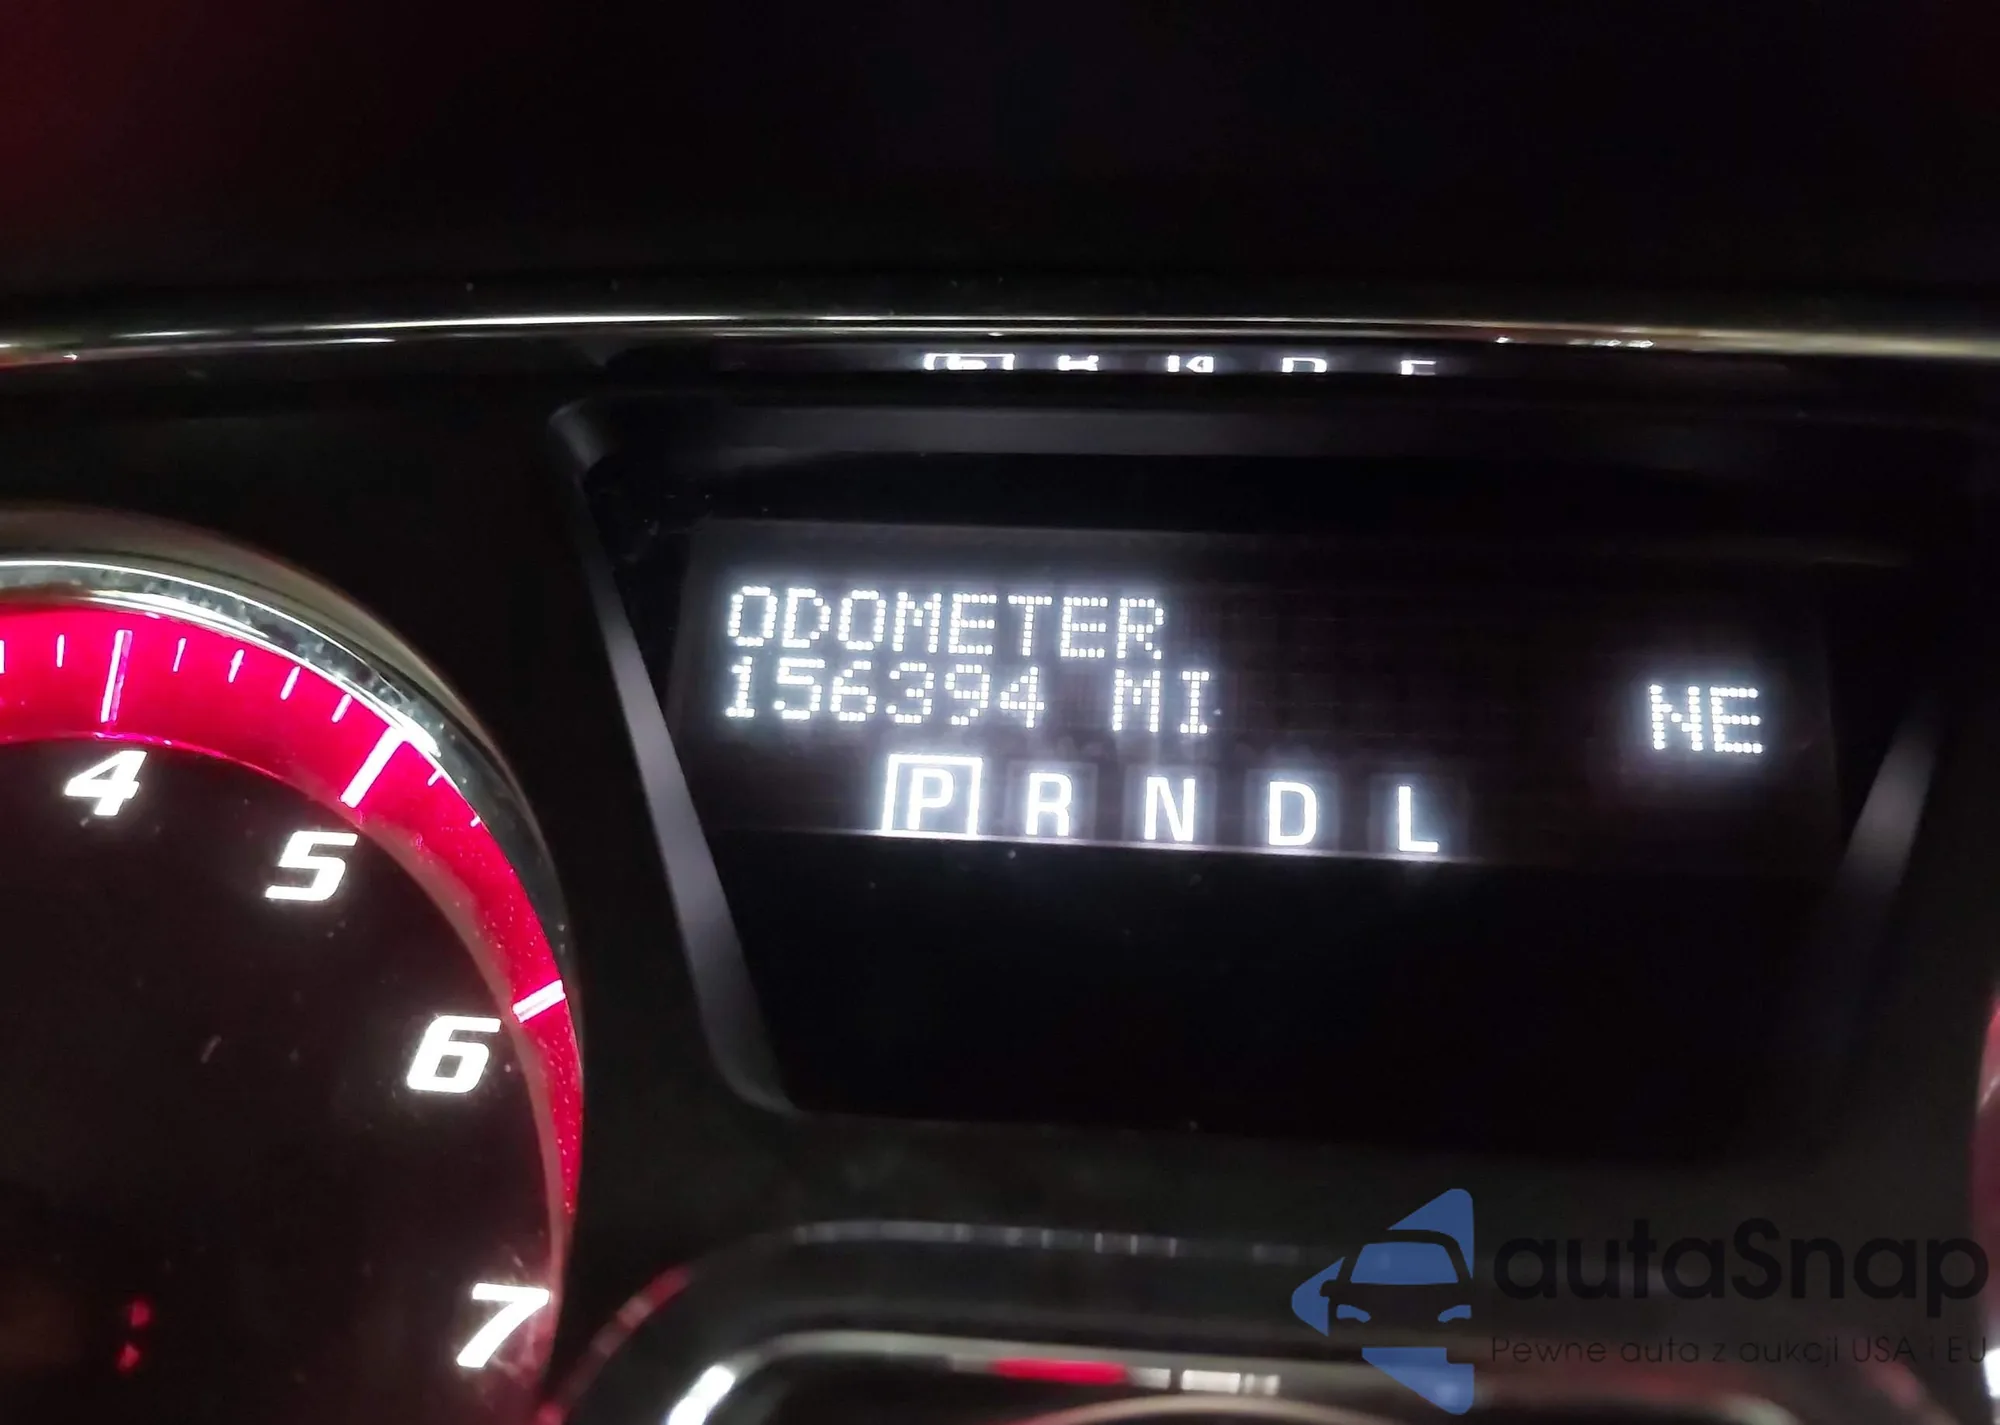 ODOMETER
156394 MI
NE
P R N D L
4
5
6
7
autaSnap
Pewne auta z aukcji USA i EU